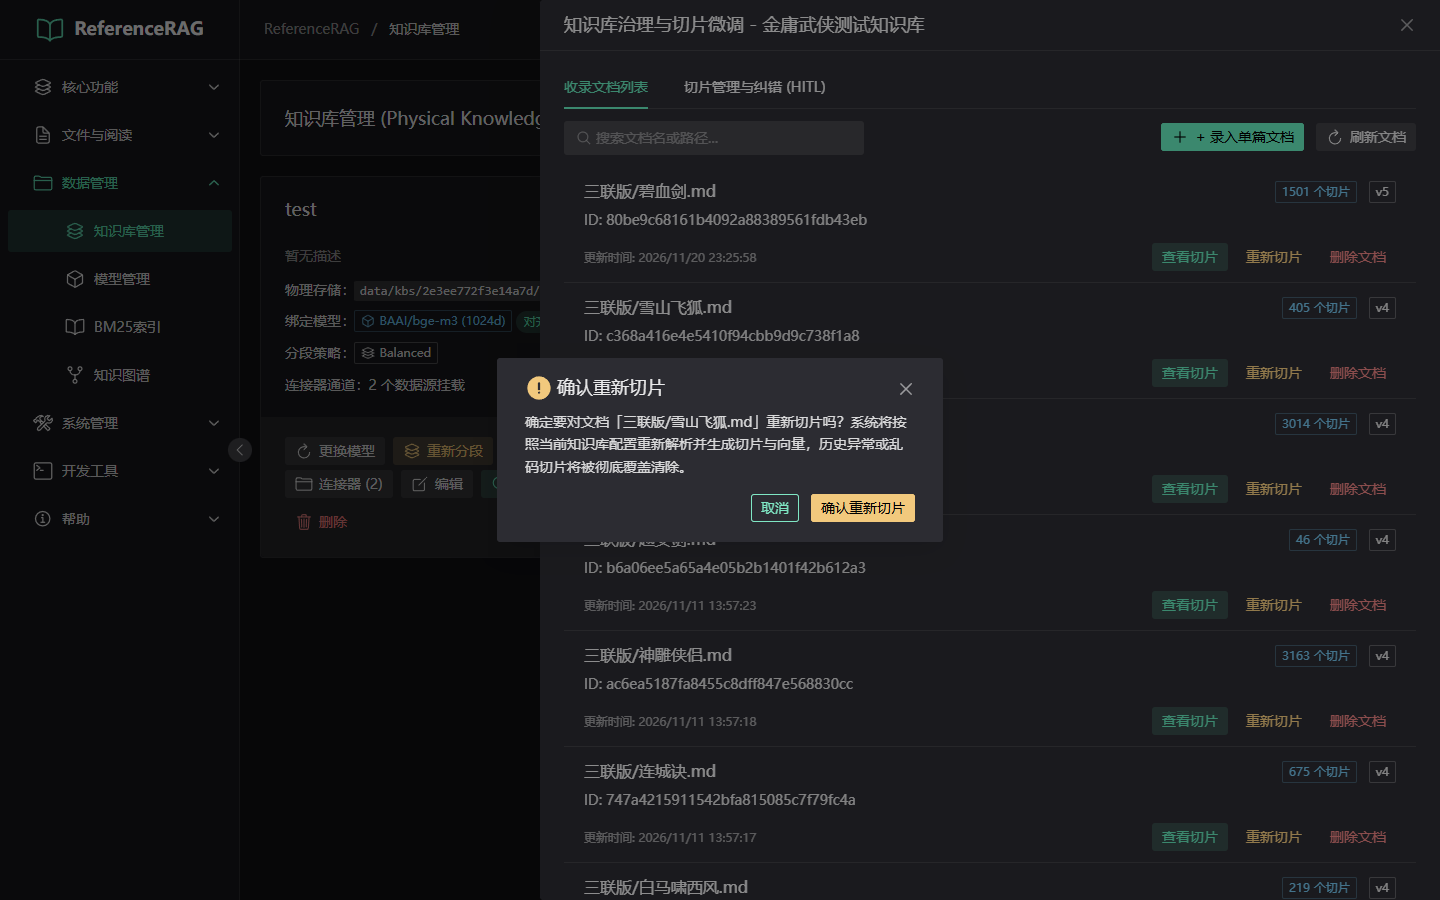 ReferenceRAG
核心功能
文件与阅读
数据管理
知识库管理
模型管理
BM25索引
知识图谱
系统管理
开发工具
帮助
ReferenceRAG / 知识库管理
知识库管理 (Physical Knowledg
test
暂无描述
物理存储： data/kbs/2e3ee772f3e14a7d/
绑定模型： BAAI/bge-m3 (1024d)
分段策略： Balanced
连接器通道：2 个数据源挂载
更换模型
重新分段
连接器 (2)
编辑
删除
知识库治理与切片微调 - 金庸武侠测试知识库
收录文档列表
切片管理与纠错 (HITL)
搜索文档名或路径...
+ 录入单篇文档
刷新文档
三联版/碧血剑.md
1501 个切片 v5
ID: 80be9c68161b4092a88389561fdb43eb
更新时间: 2026/11/20 23:25:58
查看切片 重新切片 删除文档
三联版/雪山飞狐.md
405 个切片 v4
ID: c368a416e4e5410f94cbb9d9c738f1a8
查看切片 重新切片 删除文档
3014 个切片 v4
查看切片 重新切片 删除文档
确认重新切片
确定要对文档「三联版/雪山飞狐.md」重新切片吗？系统将按
照当前知识库配置重新解析并生成切片与向量，历史异常或乱
码切片将被彻底覆盖清除。
取消
确认重新切片
46 个切片 v4
ID: b6a06ee5a65a4e05b2b1401f42b612a3
更新时间: 2026/11/11 13:57:23
查看切片 重新切片 删除文档
三联版/神雕侠侣.md
3163 个切片 v4
ID: ac6ea5187fa8455c8dff847e568830cc
更新时间: 2026/11/11 13:57:18
查看切片 重新切片 删除文档
三联版/连城诀.md
675 个切片 v4
ID: 747a4215911542bfa815085c7f79fc4a
更新时间: 2026/11/11 13:57:17
查看切片 重新切片 删除文档
三联版/白马啸西风.md
219 个切片 v4